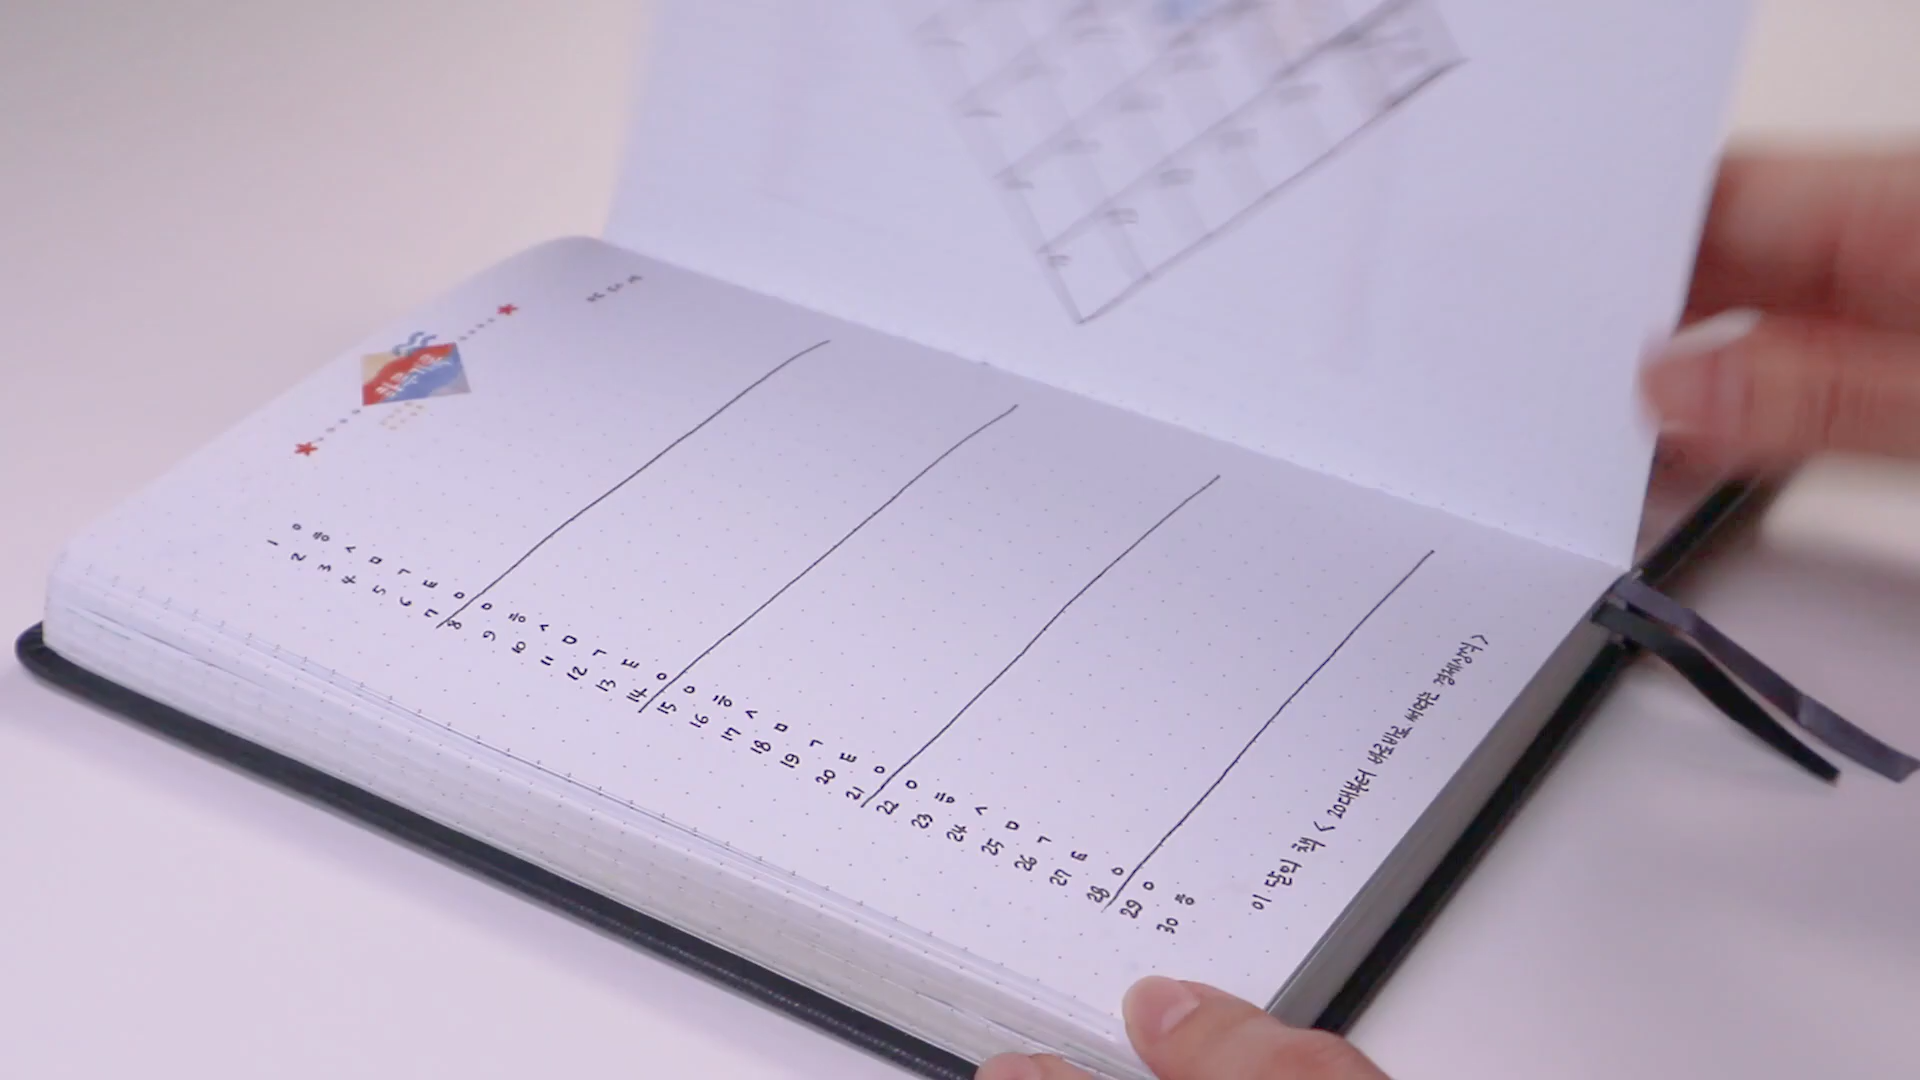 1 ㅇ
2 ㅎ
3 ㅅ
4 ㅁ
5 ㄱ
6 ㅌ
7 ㅇ
8 ㅇ
9 ㅎ
10 ㅅ
11 ㅁ
12 ㄱ
13 ㅌ
14 ㅇ
15 ㅇ
16 ㅎ
17 ㅅ
18 ㅁ
19 ㄱ
20 ㅌ
21 ㅇ
22 ㅇ
23 ㅎ
24 ㅅ
25 ㅁ
26 ㄱ
27 ㅌ
28 ㅇ
29 ㅇ
30 ㅎ
이 달의 책 < 20대부터 바로바로 써먹는 경제상식 >